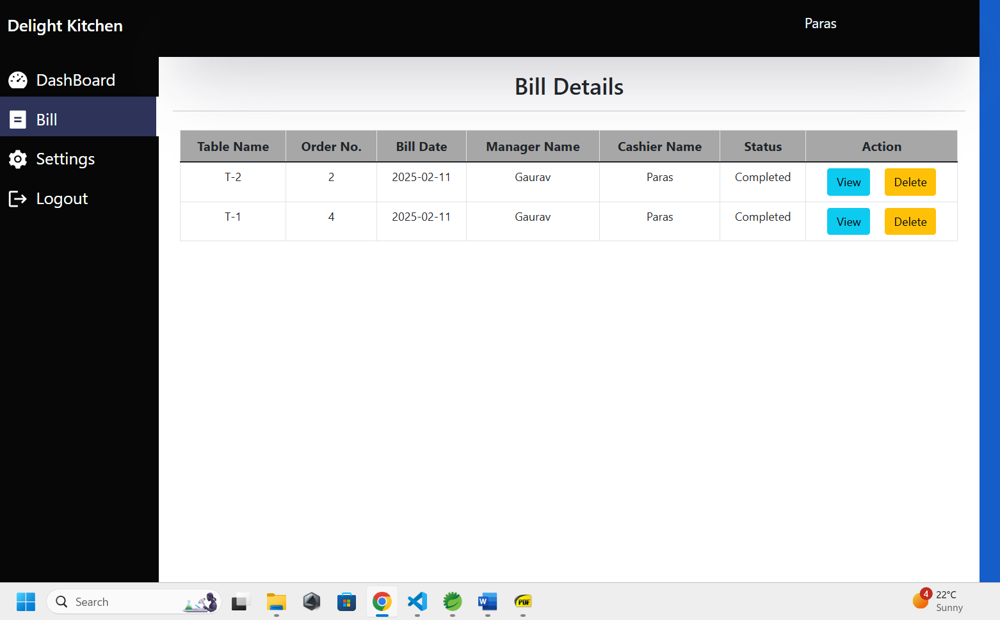 Delight Kitchen
Paras
DashBoard
Bill
Settings
Logout
Bill Details
Table Name Order No. Bill Date Manager Name Cashier Name Status Action
T-2 2 2025-02-11 Gaurav Paras Completed View Delete
T-1 4 2025-02-11 Gaurav Paras Completed View Delete
Search
W
PDF
4
22°C
Sunny